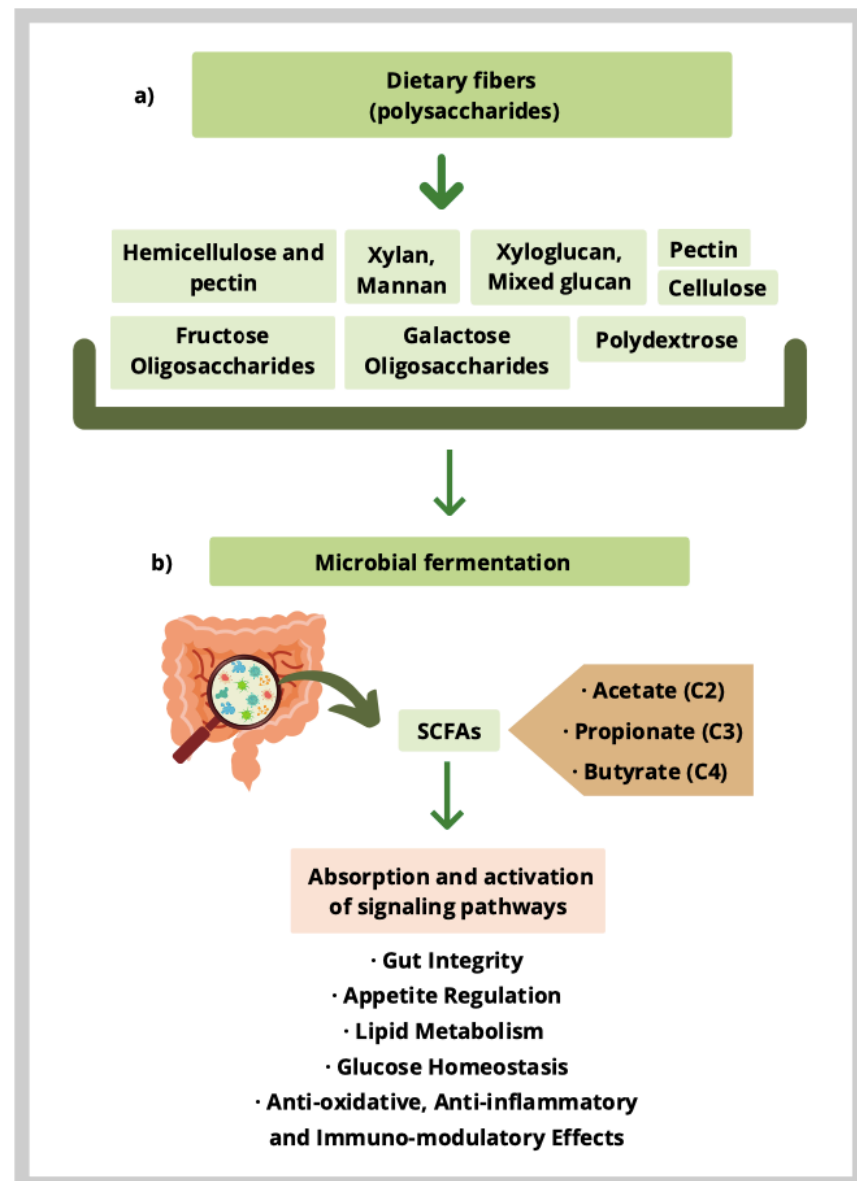 a)
Dietary fibers
(polysaccharides)
Hemicellulose and
pectin
Xylan,
Mannan
Xyloglucan,
Mixed glucan
Pectin
Cellulose
Fructose
Oligosaccharides
Galactose
Oligosaccharides
Polydextrose
b)
Microbial fermentation
SCFAs
· Acetate (C2)
· Propionate (C3)
· Butyrate (C4)
Absorption and activation
of signaling pathways
· Gut Integrity
· Appetite Regulation
· Lipid Metabolism
· Glucose Homeostasis
· Anti-oxidative, Anti-inflammatory
and Immuno-modulatory Effects